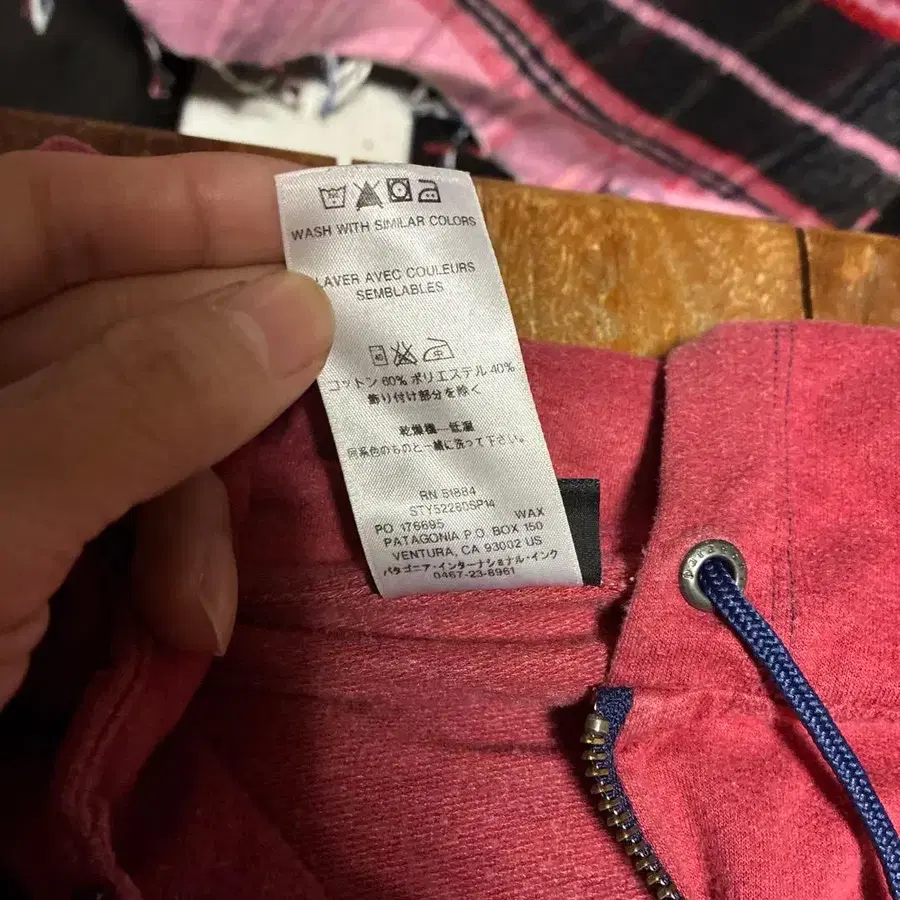 WASH WITH SIMILAR COLORS
LAVER AVEC COULEURS
SEMBLABLES
40
コットン 60% ポリエステル 40%
飾り付け部分を除く
乾燥機—低温
同系色のものと一緒に洗って下さい。
RN 51884
STY52280SP14
PO 176695 WAX
PATAGONIA P.O. BOX 150
VENTURA, CA 93002 US
パタゴニア・インターナショナル・インク
0467-23-8961